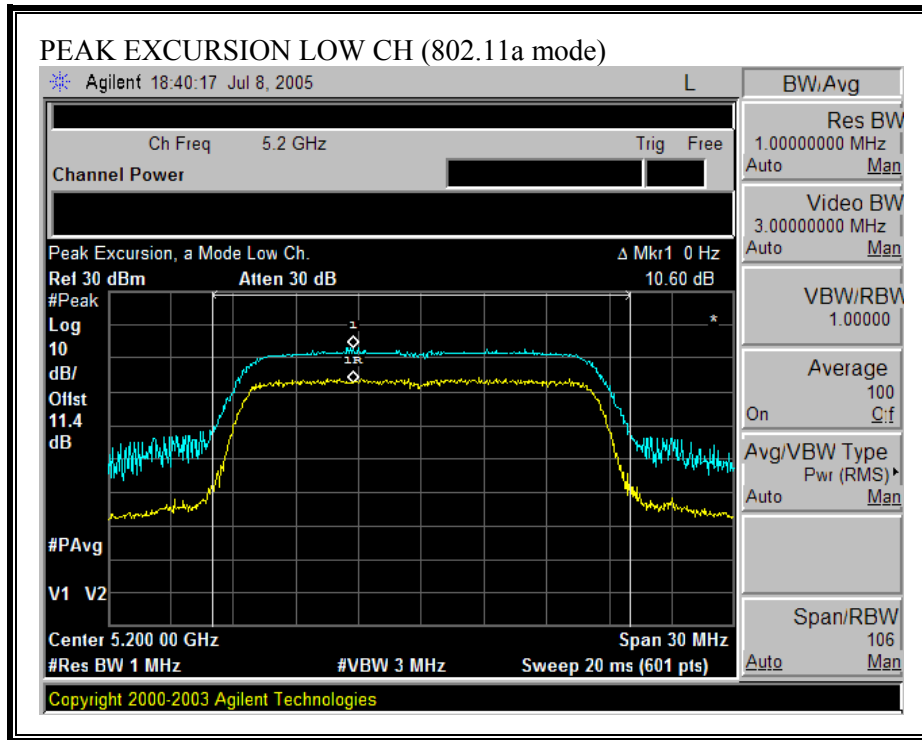 PEAK EXCURSION LOW CH (802.11a mode)
Agilent 18:40:17 Jul 8, 2005 L
BW/Avg
Ch Freq 5.2 GHz Trig Free
Channel Power
Peak Excursion, a Mode Low Ch. Δ Mkr1 0 Hz
Ref 30 dBm Atten 30 dB 10.60 dB
#Peak
Log
10
dB/
Offst
11.4
dB
1
1R
*
#PAvg
V1 V2
Center 5.200 00 GHz Span 30 MHz
#Res BW 1 MHz #VBW 3 MHz Sweep 20 ms (601 pts)
Copyright 2000-2003 Agilent Technologies
Res BW
1.00000000 MHz
Auto Man
Video BW
3.00000000 MHz
Auto Man
VBW/RBW
1.00000
Average
100
On
Avg/VBW Type
Pwr (RMS)
Auto Man
Span/RBW
106
Auto Man